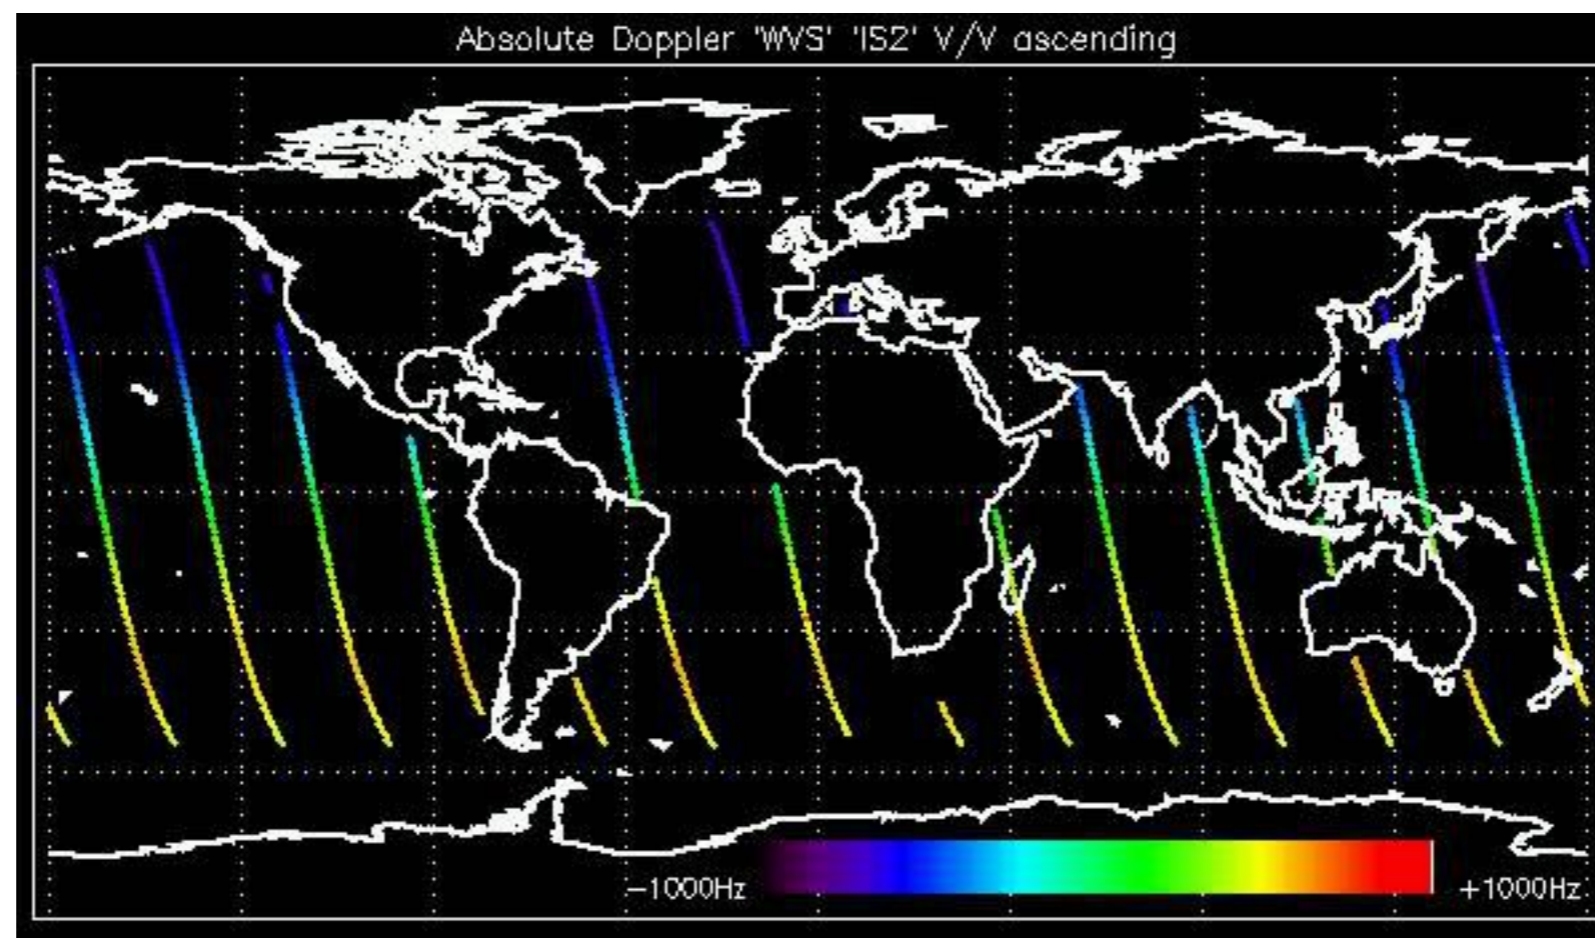 Absolute Doppler 'WVS' 'IS2' V/V ascending
-1000Hz +1000Hz